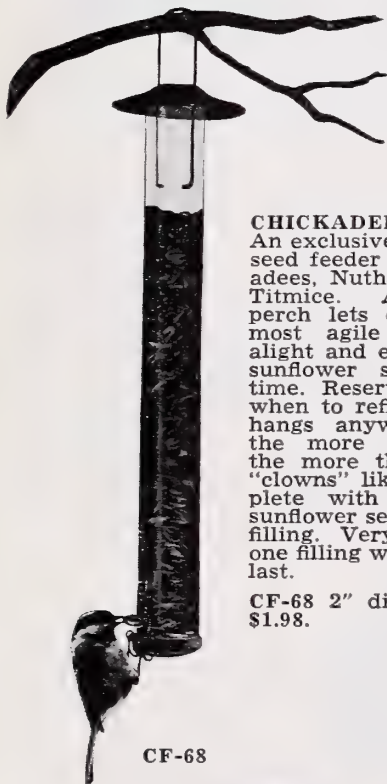 CHICKADEE
An exclusive
seed feeder
adees, Nuth
Titmice. A
perch lets
most agile
alight and e
sunflower s
time. Reser
when to refi
hangs anyw
the more
the more th
"clowns" lik
plete with
sunflower se
filling. Very
one filling w
last.
CF-68 2" di
$1.98.
CF-68